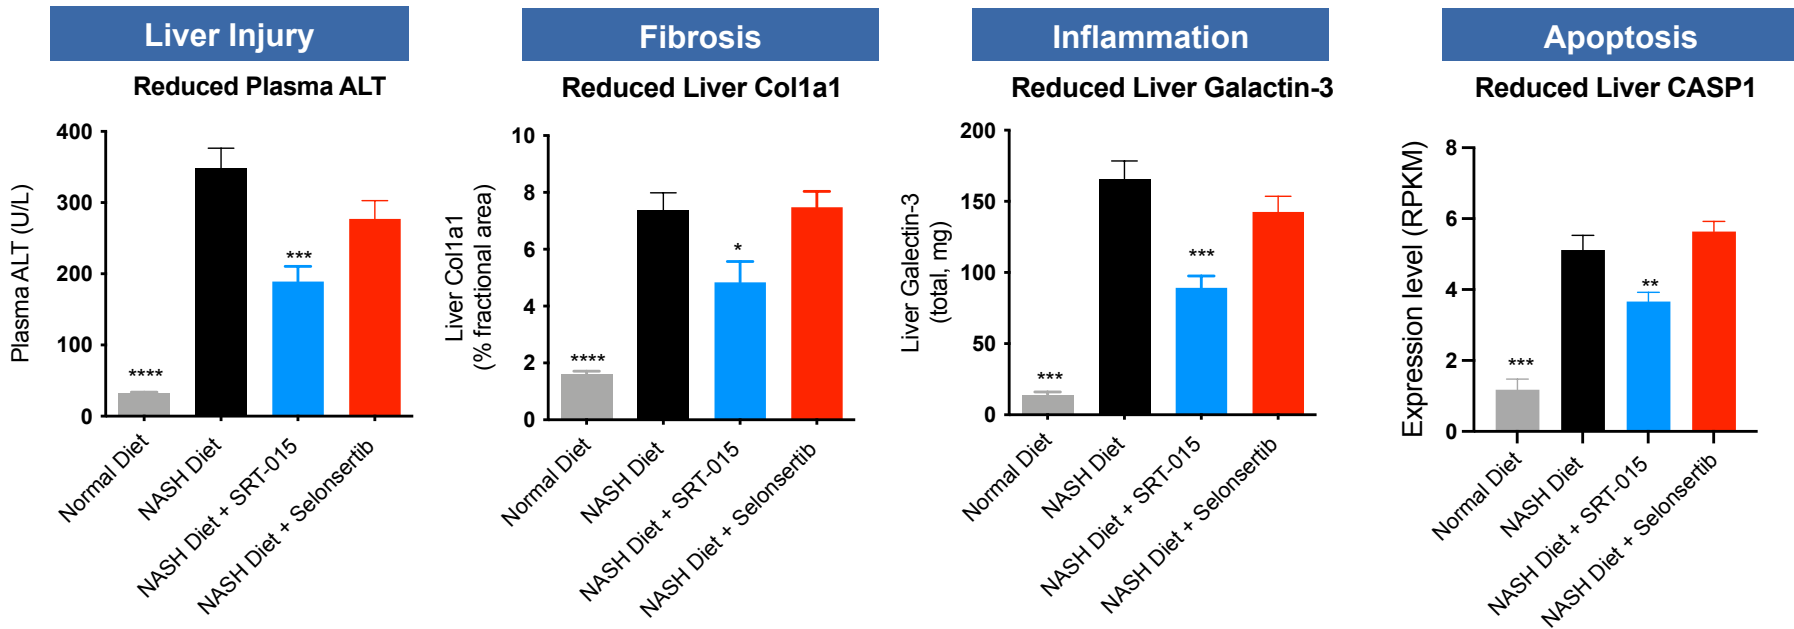 Liver Injury
Reduced Plasma ALT
Plasma ALT (U/L)
400
300
200
100
0
****
***
Normal Diet
NASH Diet
NASH Diet + SRT-015
NASH Diet + Selonsertib
Fibrosis
Reduced Liver Col1a1
Liver Col1a1
(% fractional area)
10
8
6
4
2
0
****
*
Normal Diet
NASH Diet
NASH Diet + SRT-015
NASH Diet + Selonsertib
Inflammation
Reduced Liver Galactin-3
Liver Galectin-3
(total, mg)
200
150
100
50
0
***
***
Normal Diet
NASH Diet
NASH Diet + SRT-015
NASH Diet + Selonsertib
Apoptosis
Reduced Liver CASP1
Expression level (RPKM)
8
6
4
2
0
***
**
Normal Diet
NASH Diet
NASH Diet + SRT-015
NASH Diet + Selonsertib